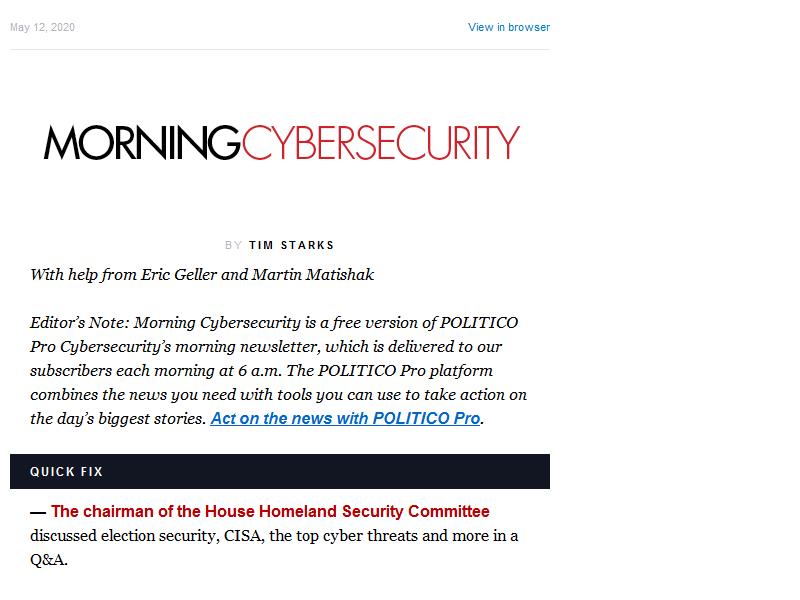 May 12, 2020 View in browser
MORNINGCYBERSECURITY
BY TIM STARKS
With help from Eric Geller and Martin Matishak
Editor’s Note: Morning Cybersecurity is a free version of POLITICO
Pro Cybersecurity’s morning newsletter, which is delivered to our
subscribers each morning at 6 a.m. The POLITICO Pro platform
combines the news you need with tools you can use to take action on
the day’s biggest stories. Act on the news with POLITICO Pro.
QUICK FIX
— The chairman of the House Homeland Security Committee
discussed election security, CISA, the top cyber threats and more in a
Q&A.